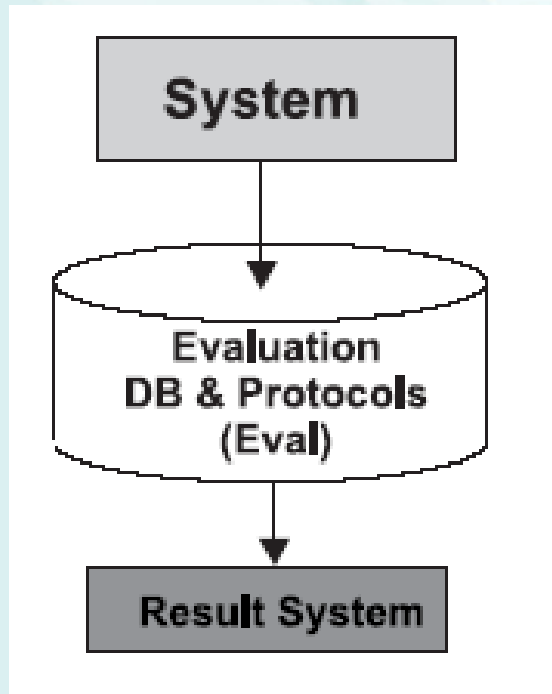 System
Evaluation
DB & Protocols
(Eval)
Result System